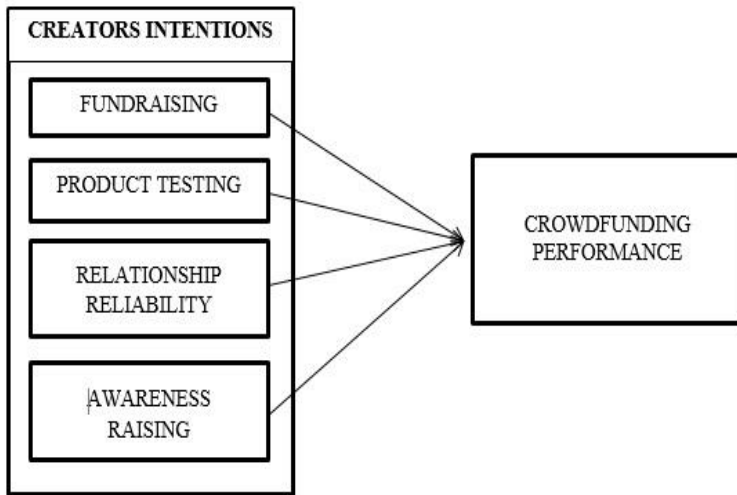 CREATORS INTENTIONS
FUNDRAISING
PRODUCT TESTING
RELATIONSHIP
RELIABILITY
AWARENESS
RAISING
CROWDFUNDING
PERFORMANCE